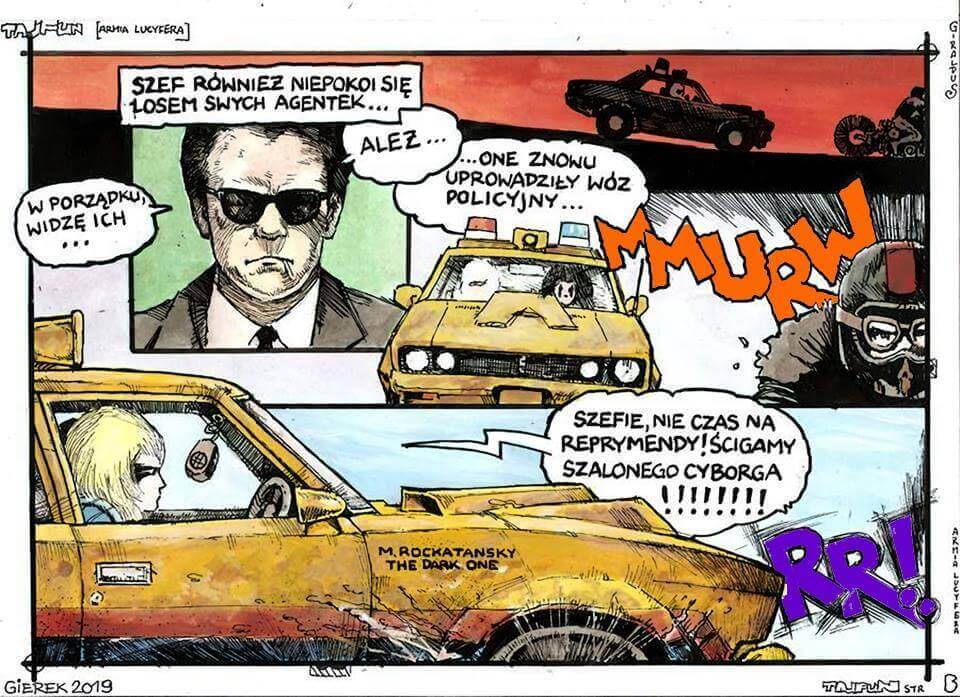 TAJFUN [ARMIA LUCYFERA]
GIRALDUS
SZEF RÓWNIEŻ NIEPOKOI SIĘ
LOSEM SWYCH AGENTEK...
W PORZĄDKU,
WIDZĘ ICH
...
ALEŻ...
...ONE ZNOWU
UPROWADZIŁY WÓZ
POLICYJNY...
MMURW
SZEFIE, NIE CZAS NA
REPRYMENDY! ŚCIGAMY
SZALONEGO CYBORGA
!!!!!!!!
M. ROCKATANSKY
THE DARK ONE
RR!
ARMIA LUCYFERA
GIEREK 2019
TAJFUN STR